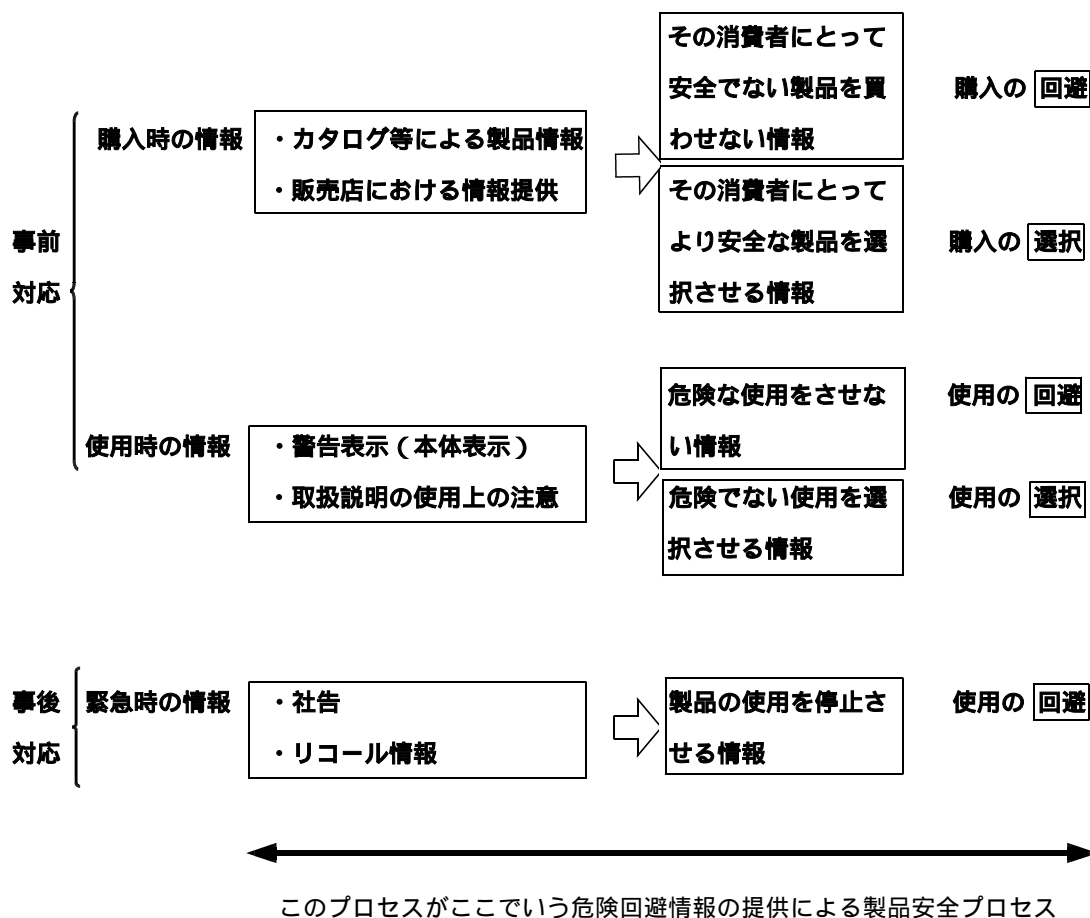 その消費者にとって
安全でない製品を買
わせない情報
購入の 回避
購入時の情報
・カタログ等による製品情報
・販売店における情報提供
その消費者にとって
より安全な製品を選
択させる情報
購入の 選択
事前
対応
危険な使用をさせな
い情報
使用の 回避
使用時の情報
・警告表示(本体表示)
・取扱説明の使用上の注意
危険でない使用を選
択させる情報
使用の 選択
事後
対応
緊急時の情報
・社告
・リコール情報
製品の使用を停止さ
せる情報
使用の 回避
このプロセスがここでいう危険回避情報の提供による製品安全プロセス